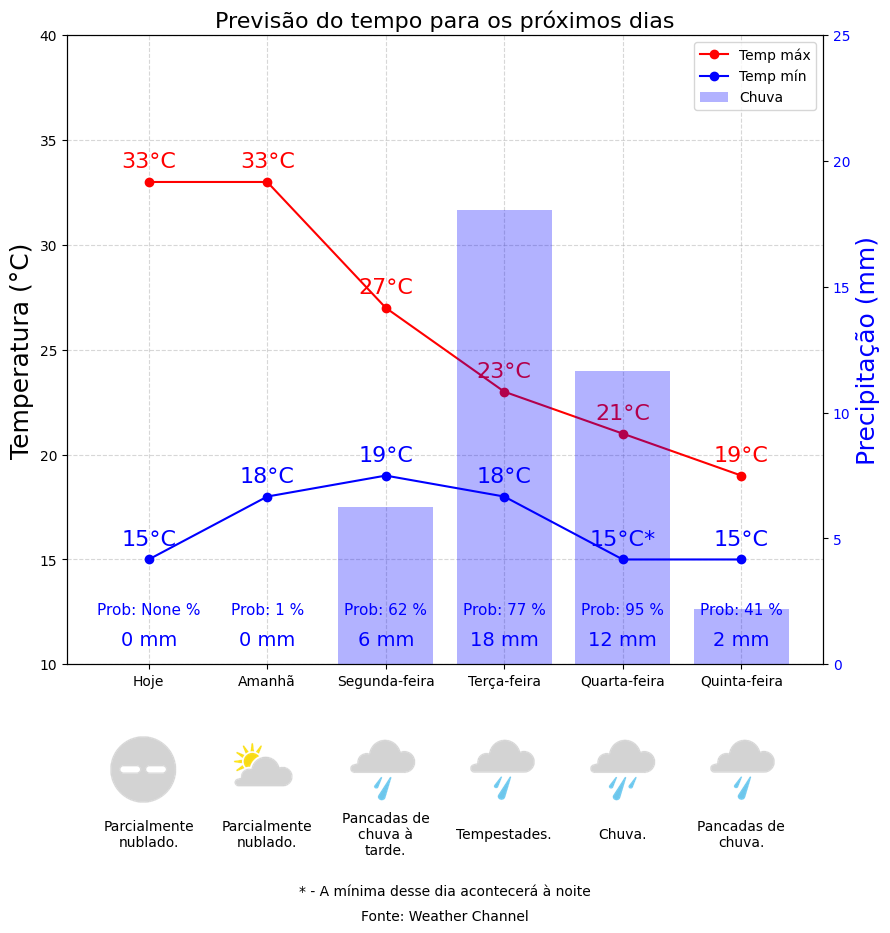 Previsão do tempo para os próximos dias
Temp máx
Temp mín
Chuva
Temperatura (°C)
Precipitação (mm)
40
35
30
25
20
15
10
25
20
15
10
5
0
33°C
33°C
27°C
23°C
21°C
19°C
15°C
18°C
19°C
18°C
15°C*
15°C
Prob: None %
Prob: 1 %
Prob: 62 %
Prob: 77 %
Prob: 95 %
Prob: 41 %
0 mm
0 mm
6 mm
18 mm
12 mm
2 mm
Hoje
Amanhã
Segunda-feira
Terça-feira
Quarta-feira
Quinta-feira
Parcialmente
nublado.
Parcialmente
nublado.
Pancadas de
chuva à
tarde.
Tempestades.
Chuva.
Pancadas de
chuva.
* - A mínima desse dia acontecerá à noite
Fonte: Weather Channel